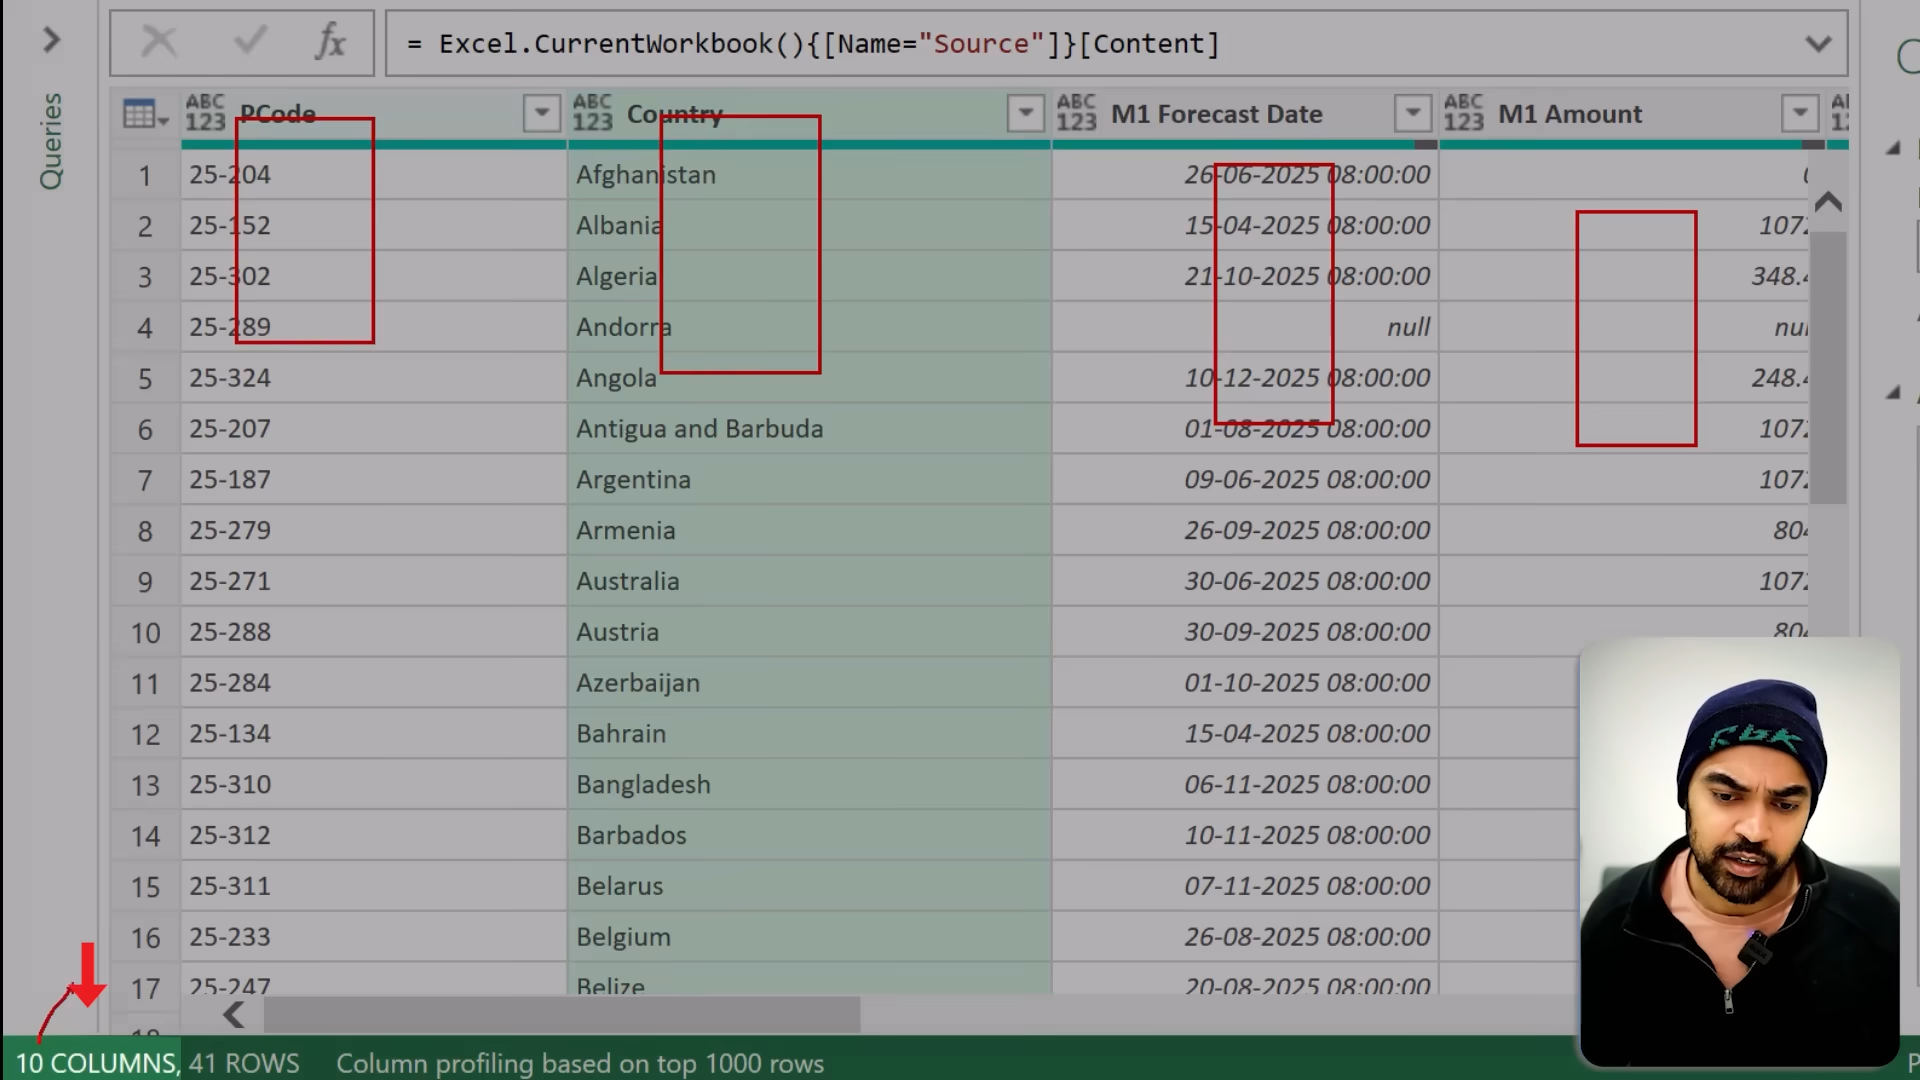 = Excel.CurrentWorkbook(){[Name="Source"]}[Content]
Queries
ABC 123 PCode ABC 123 Country ABC 123 M1 Forecast Date ABC 123 M1 Amount
1 25-204 Afghanistan 26-06-2025 08:00:00
2 25-152 Albania 15-04-2025 08:00:00 1072
3 25-302 Algeria 21-10-2025 08:00:00 348.4
4 25-289 Andorra null
5 25-324 Angola 10-12-2025 08:00:00 248.4
6 25-207 Antigua and Barbuda 01-08-2025 08:00:00 1072
7 25-187 Argentina 09-06-2025 08:00:00 1072
8 25-279 Armenia 26-09-2025 08:00:00 804
9 25-271 Australia 30-06-2025 08:00:00 1072
10 25-288 Austria 30-09-2025 08:00:00 804
11 25-284 Azerbaijan 01-10-2025 08:00:00
12 25-134 Bahrain 15-04-2025 08:00:00
13 25-310 Bangladesh 06-11-2025 08:00:00
14 25-312 Barbados 10-11-2025 08:00:00
15 25-311 Belarus 07-11-2025 08:00:00
16 25-233 Belgium 26-08-2025 08:00:00
17 25-247 Belize 20-08-2025 08:00:00
10 COLUMNS, 41 ROWS Column profiling based on top 1000 rows